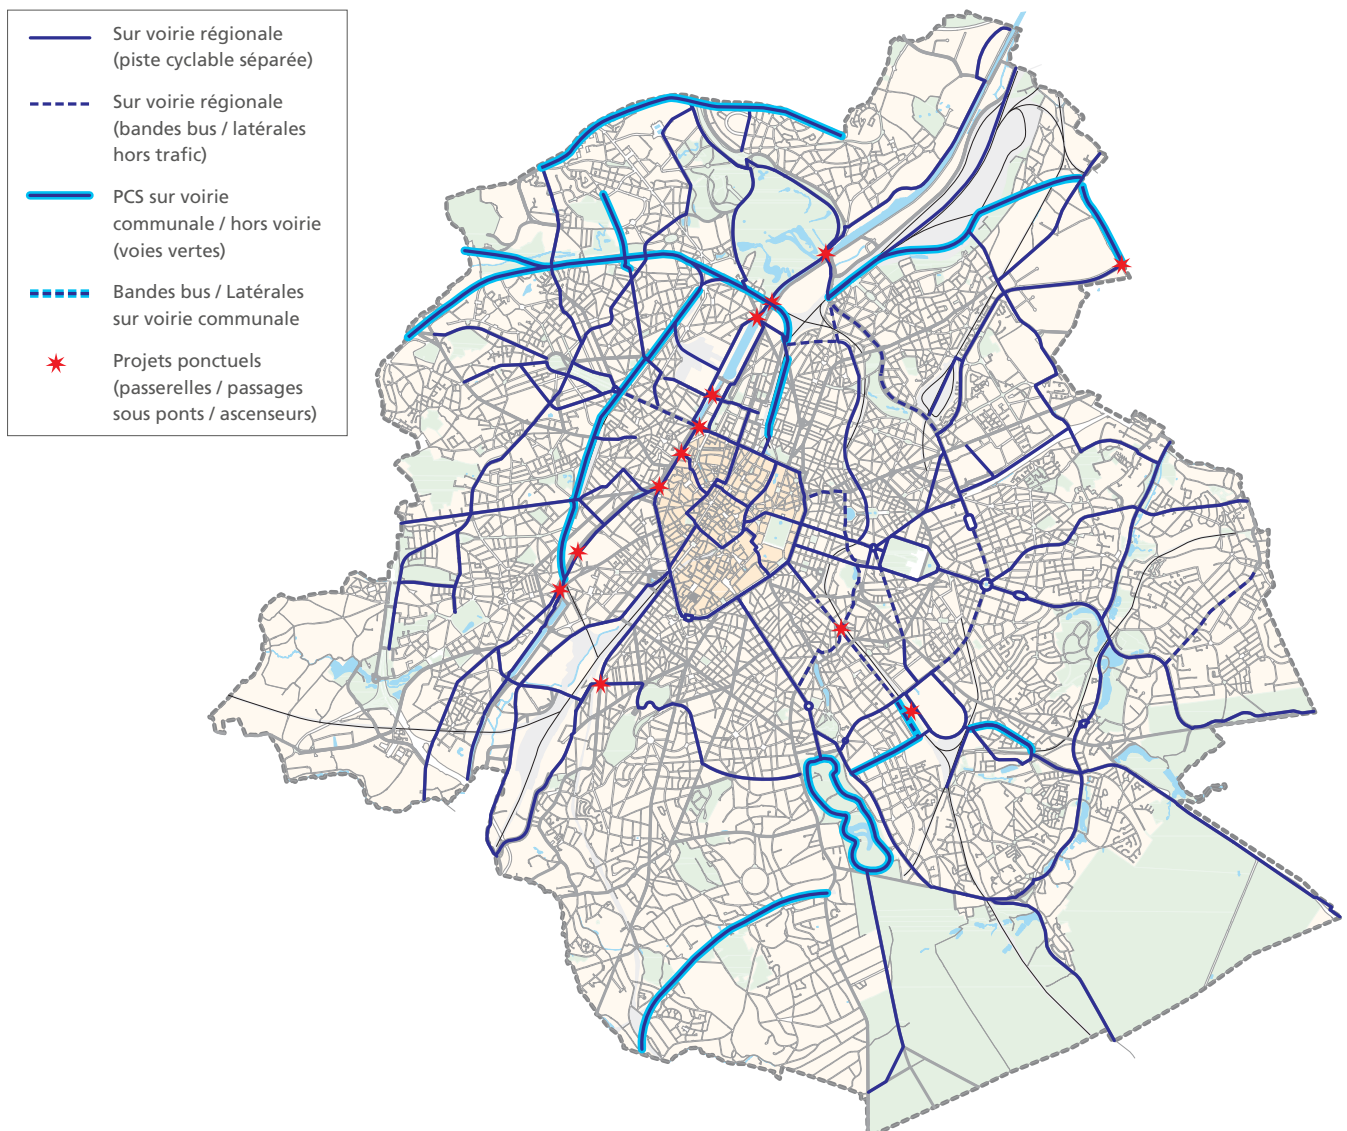 Sur voirie régionale
(piste cyclable séparée)
Sur voirie régionale
(bandes bus / latérales
hors trafic)
PCS sur voirie
communale / hors voirie
(voies vertes)
Bandes bus / Latérales
sur voirie communale
Projets ponctuels
(passerelles / passages
sous ponts / ascenseurs)